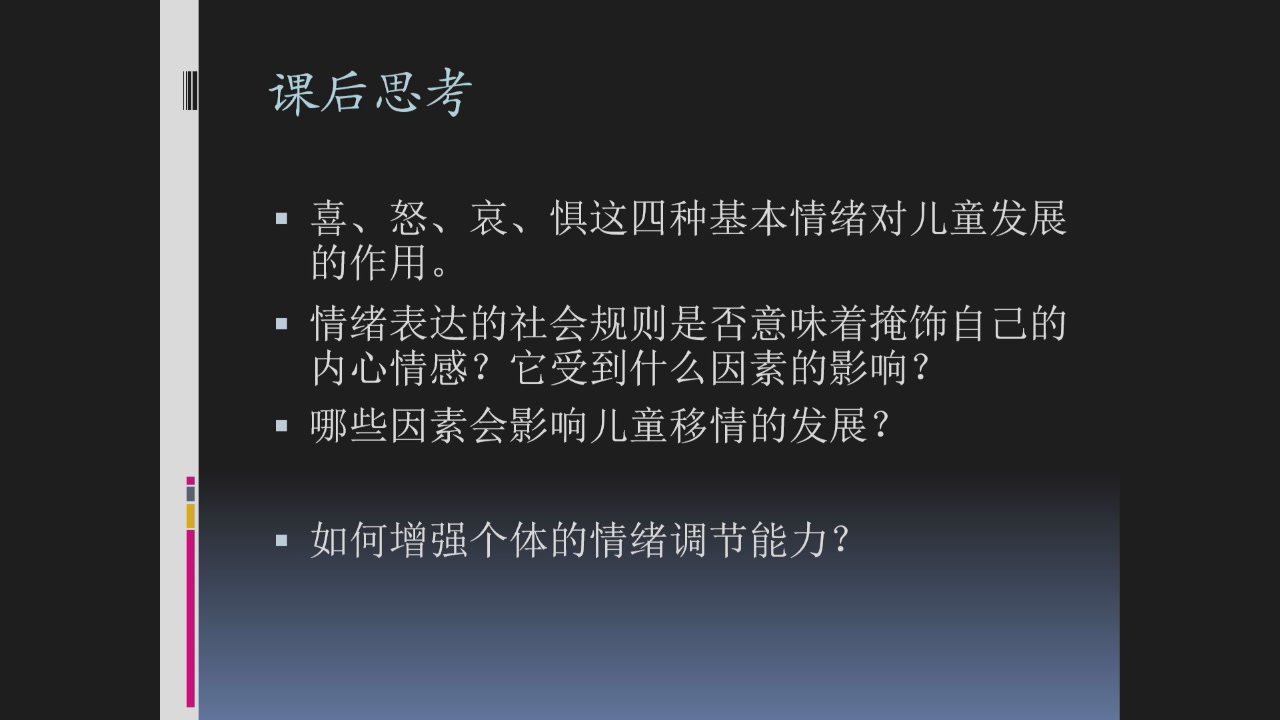 课后思考
喜、怒、哀、惧这四种基本情绪对儿童发展
的作用。
情绪表达的社会规则是否意味着掩饰自己的
内心情感？它受到什么因素的影响？
哪些因素会影响儿童移情的发展？
如何增强个体的情绪调节能力？